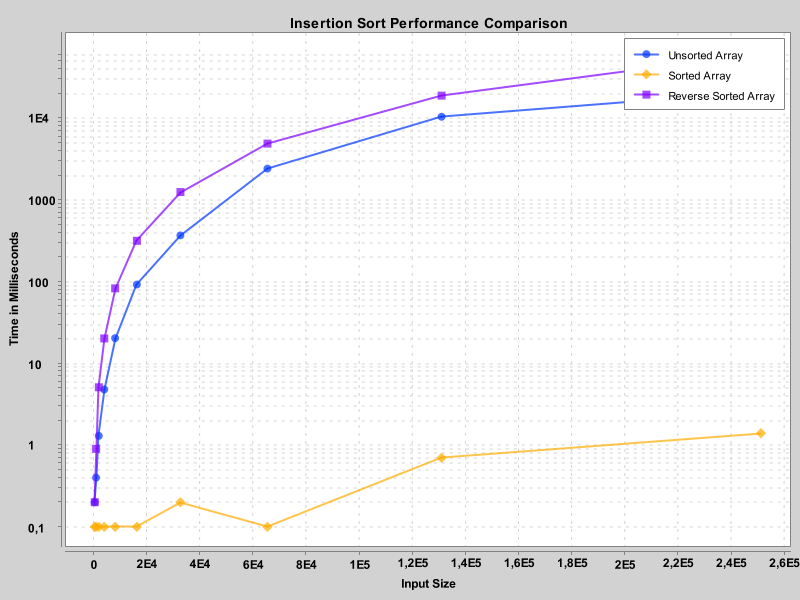 Insertion Sort Performance Comparison
Unsorted Array
Sorted Array
Reverse Sorted Array
Time in Milliseconds
1E4
1000
100
10
1
0,1
0 2E4 4E4 6E4 8E4 1E5 1,2E5 1,4E5 1,6E5 1,8E5 2E5 2,2E5 2,4E5 2,6E5
Input Size